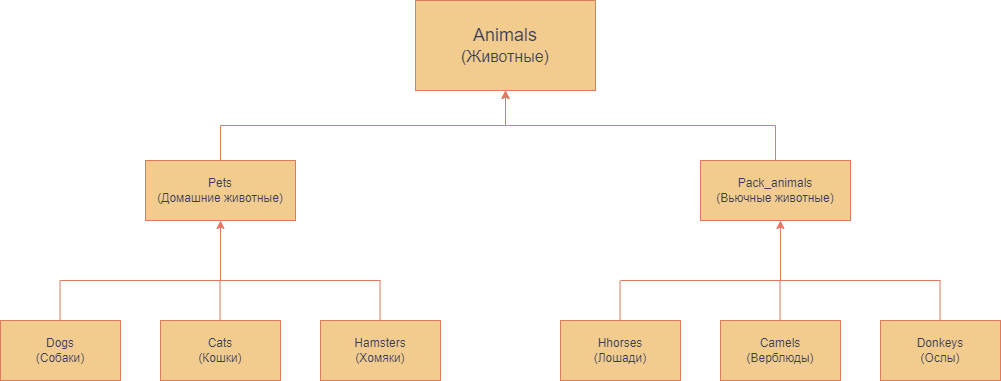 Animals
(Животные)
Pets
(Домашние животные)
Pack_animals
(Вьючные животные)
Dogs
(Собаки)
Cats
(Кошки)
Hamsters
(Хомяки)
Hhorses
(Лошади)
Camels
(Верблюды)
Donkeys
(Ослы)